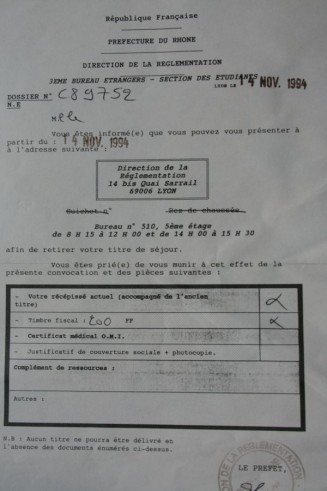 République Française
PREFECTURE DU RHONE
DIRECTION DE LA REGLEMENTATION
3EME BUREAU ETRANGERS - SECTION DES ETUDIANTS
LYON LE 14 NOV. 1994
DOSSIER N° C89752
N.E
Mlle
Vous êtes informé(e) que vous pouvez vous présenter à
partir du : 14 NOV. 1994
à l'adresse suivante :
Direction de la
Réglementation
14 bis Quai Sarrail
69006 LYON
Guichet n° Rez de chaussée
Bureau n° 510, 5ème étage
de 8 H 15 à 12 H 00 et de 14 H 00 à 15 H 30
afin de retirer votre titre de séjour.
Vous êtes prié(e) de vous munir à cet effet de la
présente convocation et des pièces suivantes :
- Votre récépissé actuel (accompagné de l'ancien
titre)
- Timbre fiscal : 200 FF
- Certificat médical O.M.I.
- Justificatif de couverture sociale + photocopie.
Complément de ressources :
Autres :
N.B : Aucun titre ne pourra être délivré en
l'absence des documents énumérés ci-dessus.
LE PREFET,
DE LA REGLEMENTATION